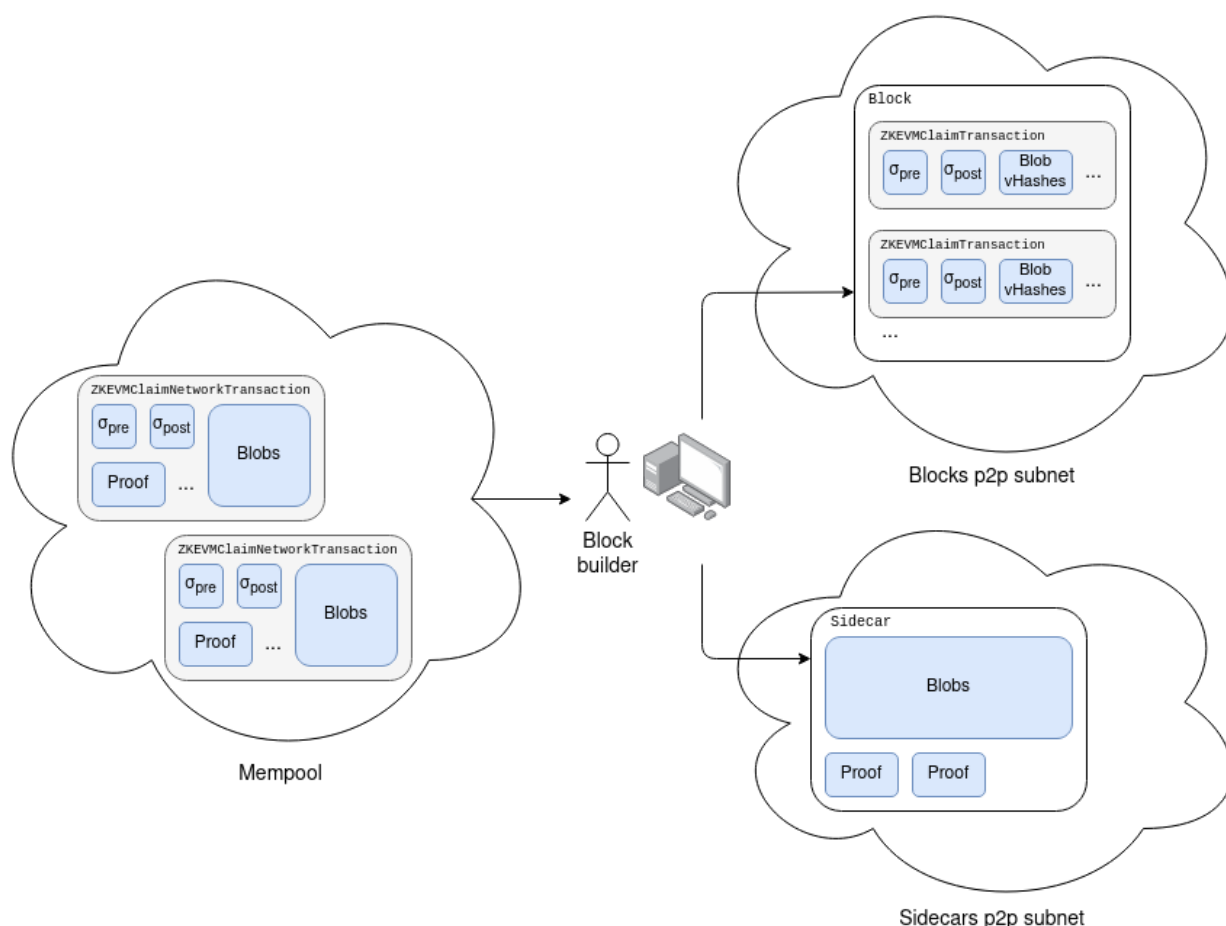 ZKEVMClaimNetworkTransaction
σpre σpost
Blobs
Proof ...
ZKEVMClaimNetworkTransaction
σpre σpost
Blobs
Proof ...
Mempool
Block
builder
Block
ZKEVMClaimTransaction
σpre σpost Blob
vHashes ...
ZKEVMClaimTransaction
σpre σpost Blob
vHashes ...
...
Blocks p2p subnet
Sidecar
Blobs
Proof Proof
Sidecars p2p subnet